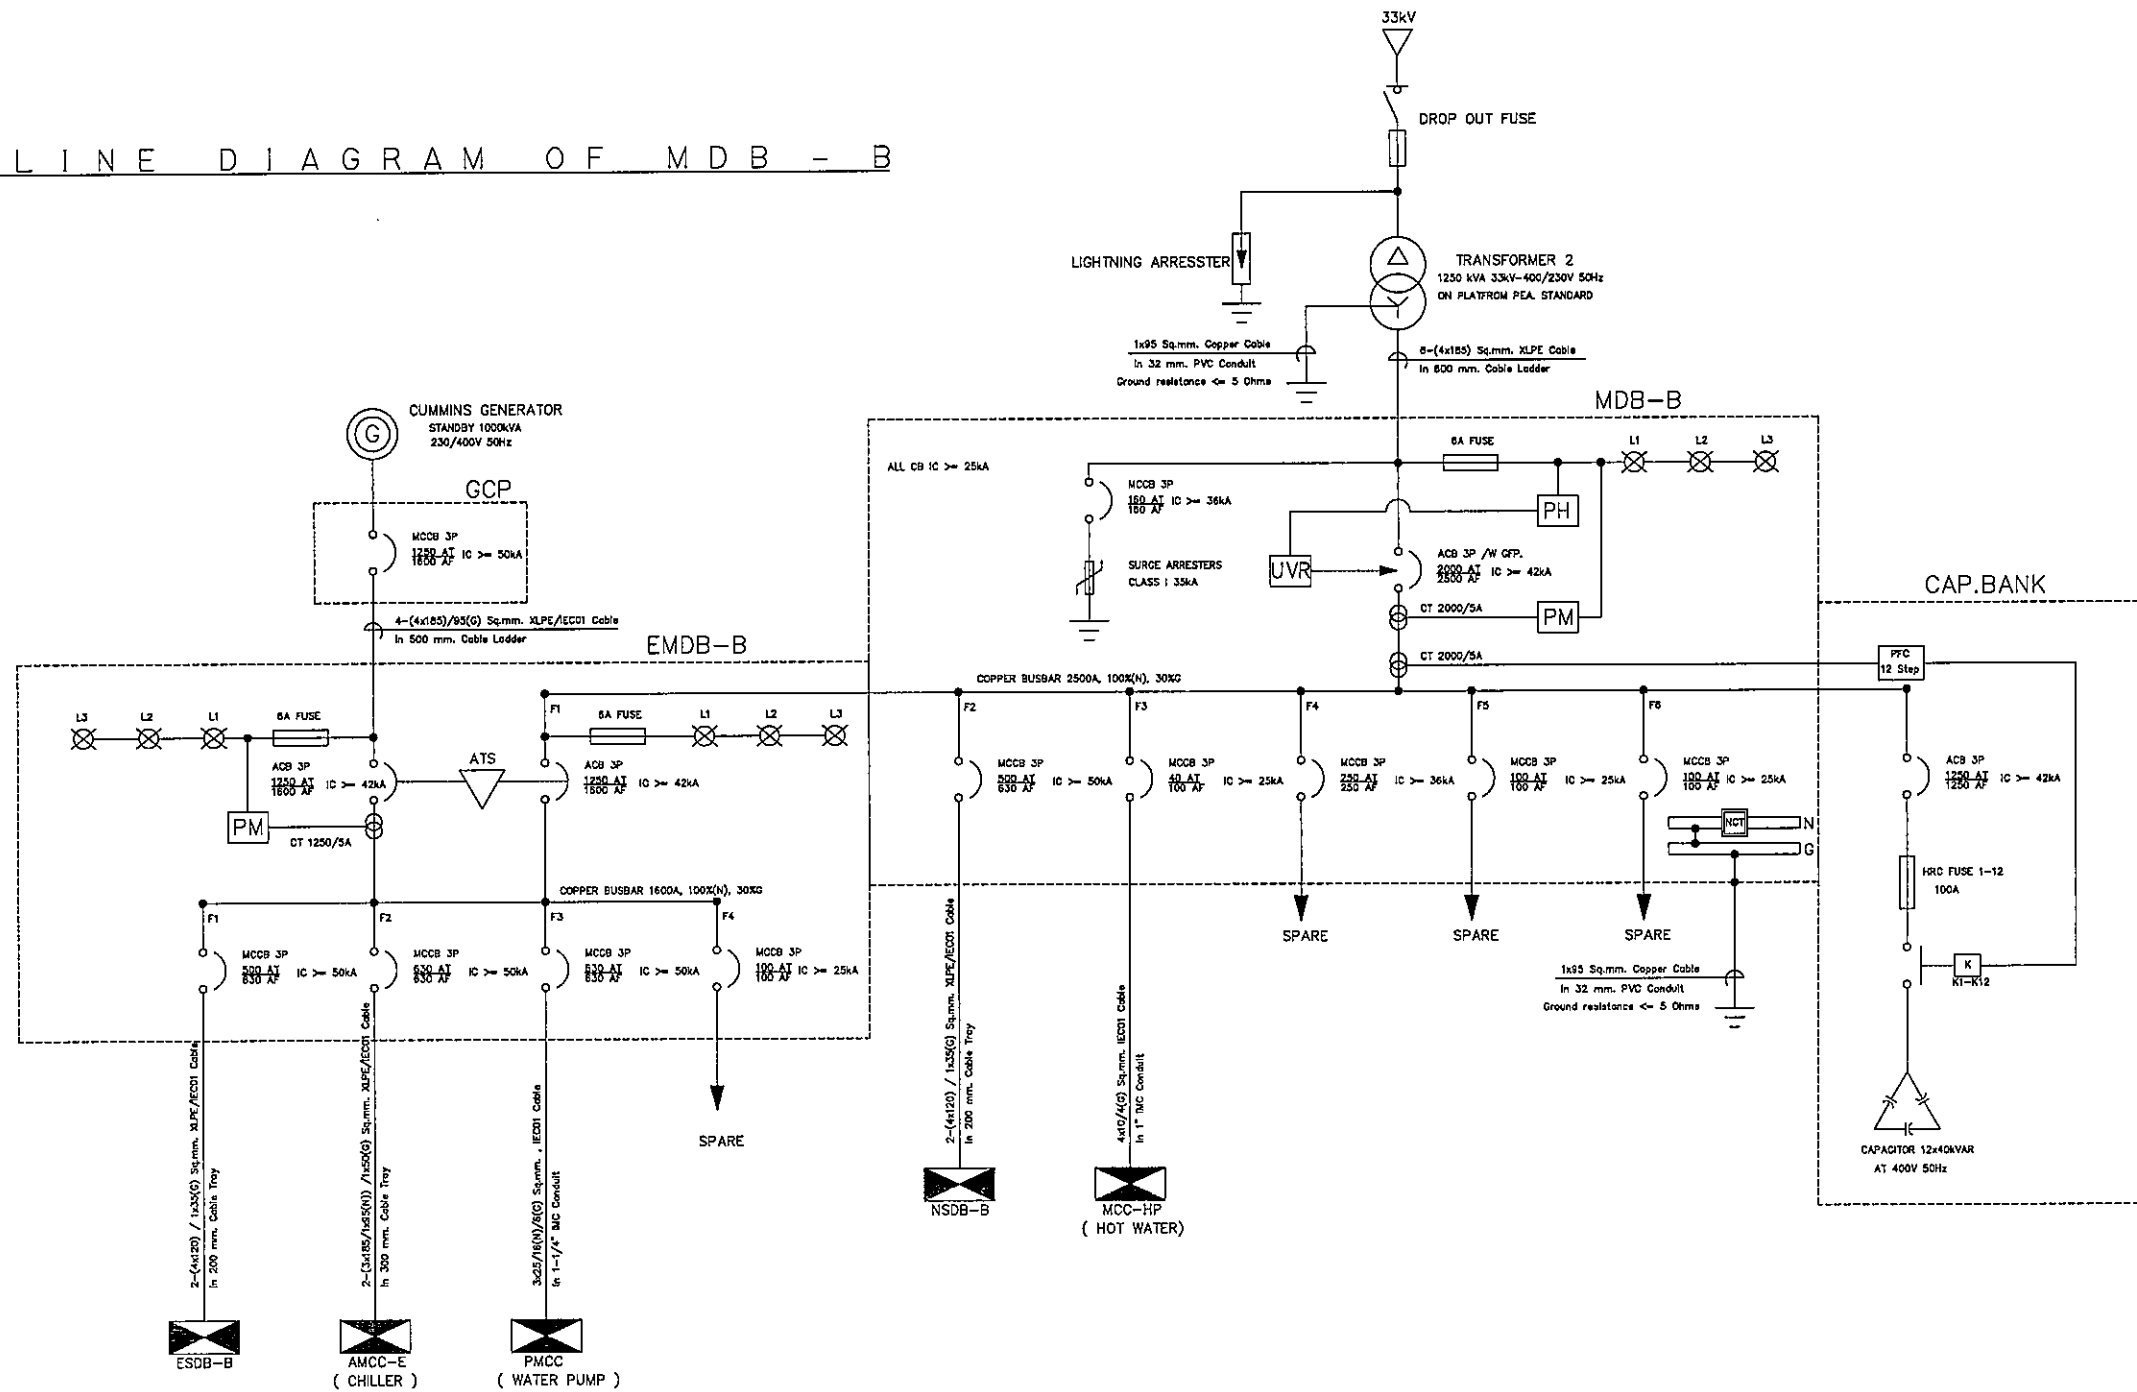 LINE DIAGRAM OF MDB - B
33kV
DROP OUT FUSE
LIGHTNING ARRESSTER
TRANSFORMER 2
1250 kVA 33kV-400/230V 50Hz
ON PLATFROM PEA. STANDARD
1x95 Sq.mm. Copper Cable
In 32 mm. PVC Conduit
Ground resistance <= 5 Ohms
6-(4x185) Sq.mm. XLPE Cable
In 600 mm. Cable Ladder
CUMMINS GENERATOR
STANDBY 1000kVA
230/400V 50Hz
G
GCP
MCCB 3P
1250 AT
1600 AF
IC >= 50kA
4-(4x185)/95(G) Sq.mm. XLPE/IEC01 Cable
In 500 mm. Cable Ladder
EMDB-B
L3
L2
L1
6A FUSE
ACB 3P
1250 AT
1600 AF
IC >= 42kA
PM
CT 1250/5A
ATS
F1
6A FUSE
L1
L2
L3
ACB 3P
1250 AT
1600 AF
IC >= 42kA
COPPER BUSBAR 1600A, 100%(N), 30%G
F1
MCCB 3P
500 AT
630 AF
IC >= 50kA
F2
MCCB 3P
630 AT
630 AF
IC >= 50kA
F3
MCCB 3P
630 AT
630 AF
IC >= 50kA
F4
MCCB 3P
100 AT
100 AF
IC >= 25kA
2-(4x120) / 1x35(G) Sq.mm. XLPE/IEC01 Cable
In 200 mm. Cable Tray
2-(3x185/1x95(N)) /1x50(G) Sq.mm. XLPE/IEC01 Cable
In 300 mm. Cable Tray
3x25/16(N)/6(G) Sq.mm. , IEC01 Cable
In 1-1/4" IMC Conduit
SPARE
ESDB-B
AMCC-E
( CHILLER )
PMCC
( WATER PUMP )
MDB-B
ALL CB IC >= 25kA
6A FUSE
L1
L2
L3
MCCB 3P
160 AT
160 AF
IC >= 36kA
PH
UVR
ACB 3P /W GFP.
2000 AT
2500 AF
IC >= 42kA
SURGE ARRESTERS
CLASS I 35kA
CT 2000/5A
PM
CT 2000/5A
COPPER BUSBAR 2500A, 100%(N), 30%G
F2
MCCB 3P
500 AT
630 AF
IC >= 50kA
F3
MCCB 3P
40 AT
100 AF
IC >= 25kA
F4
MCCB 3P
250 AT
250 AF
IC >= 36kA
F5
MCCB 3P
100 AT
100 AF
IC >= 25kA
F6
MCCB 3P
100 AT
100 AF
IC >= 25kA
NCT
N
G
SPARE
SPARE
SPARE
1x95 Sq.mm. Copper Cable
In 32 mm. PVC Conduit
Ground resistance <= 5 Ohms
2-(4x120) / 1x35(G) Sq.mm. XLPE/IEC01 Cable
In 200 mm. Cable Tray
4x10/4(G) Sq.mm. IEC01 Cable
In 1" IMC Conduit
NSDB-B
MCC-HP
( HOT WATER)
CAP.BANK
PFC
12 Step
ACB 3P
1250 AT
1250 AF
IC >= 42kA
HRC FUSE 1-12
100A
K
K1-K12
CAPACITOR 12x40kVAR
AT 400V 50Hz